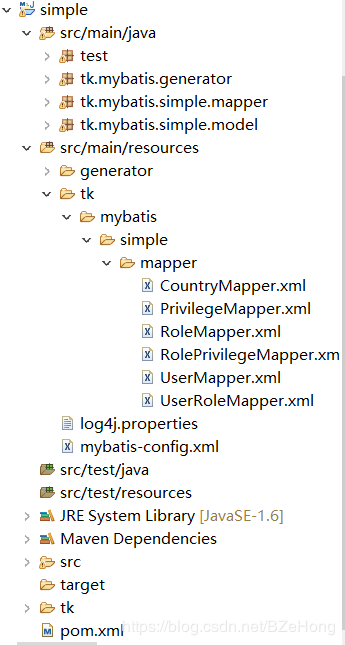 simple
src/main/java
test
tk.mybatis.generator
tk.mybatis.simple.mapper
tk.mybatis.simple.model
src/main/resources
generator
tk
mybatis
simple
mapper
CountryMapper.xml
PrivilegeMapper.xml
RoleMapper.xml
RolePrivilegeMapper.xm
UserMapper.xml
UserRoleMapper.xml
log4j.properties
mybatis-config.xml
src/test/java
src/test/resources
JRE System Library [JavaSE-1.6]
Maven Dependencies
src
target
tk
pom.xml
https://blog.csdn.net/BZeHong